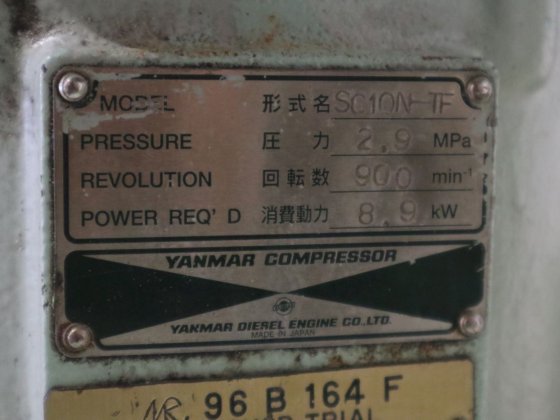 MODEL 形式名 SC10N-TF
PRESSURE 圧力 2.9 MPa
REVOLUTION 回転数 900 min⁻¹
POWER REQ' D 消費動力 8.9 kW
YANMAR COMPRESSOR
YANMAR DIESEL ENGINE CO.,LTD.
MADE IN JAPAN
NR. 96 B 164 F
TRIAL